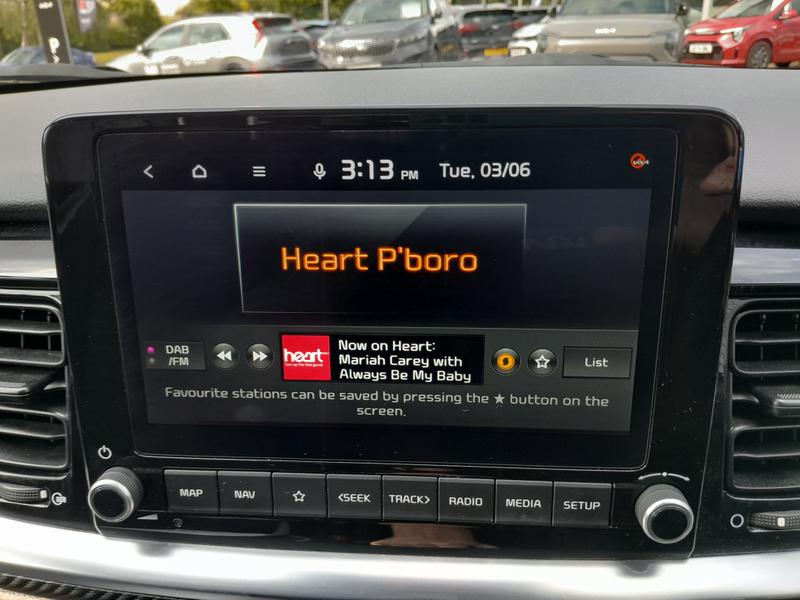 3:13 PM Tue, 03/06
Heart P'boro
DAB
/FM
heart
Now on Heart:
Mariah Carey with
Always Be My Baby
List
Favourite stations can be saved by pressing the ★ button on the
screen.
MAP
NAV
<SEEK
TRACK>
RADIO
MEDIA
SETUP